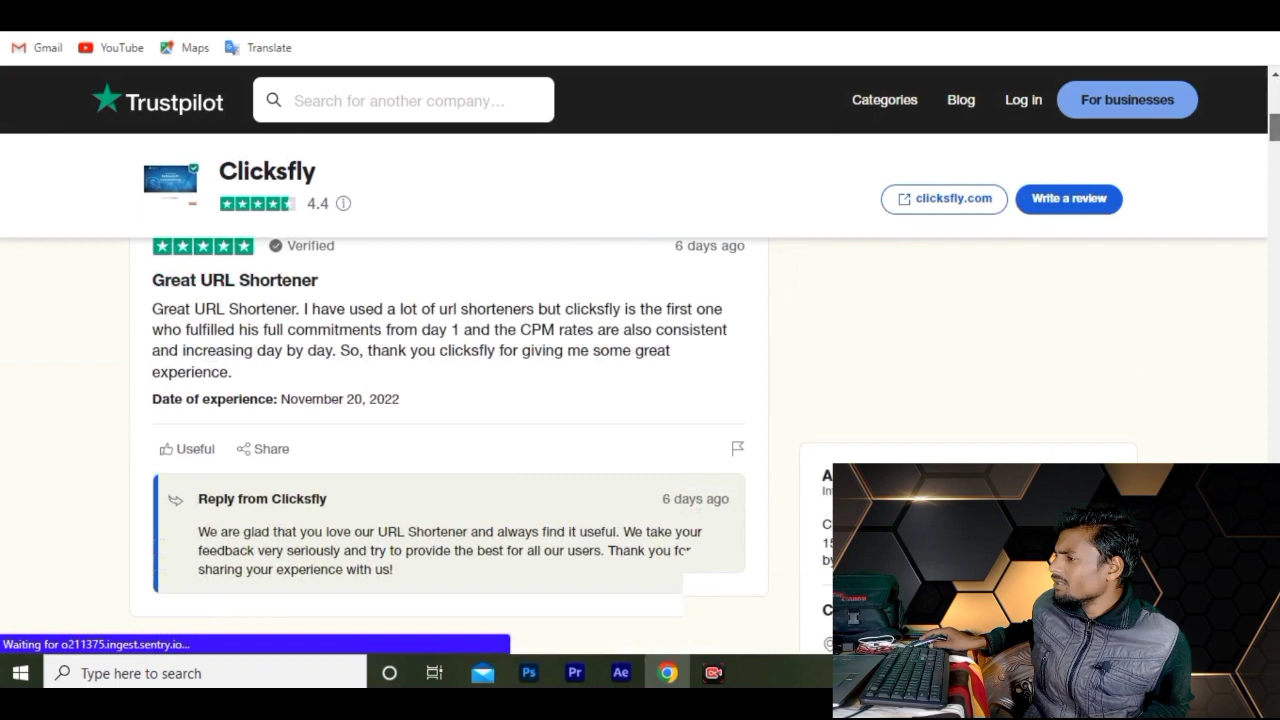 Gmail YouTube Maps Translate
Trustpilot Search for another company… Categories Blog Log in For businesses
Clicksfly
4.4
clicksfly.com Write a review
Verified 6 days ago
Great URL Shortener
Great URL Shortener. I have used a lot of url shorteners but clicksfly is the first one
who fulfilled his full commitments from day 1 and the CPM rates are also consistent
and increasing day by day. So, thank you clicksfly for giving me some great
experience.
Date of experience: November 20, 2022
Useful Share
Reply from Clicksfly 6 days ago
We are glad that you love our URL Shortener and always find it useful. We take your
feedback very seriously and try to provide the best for all our users. Thank you for
sharing your experience with us!
Canon
Waiting for o211375.ingest.sentry.io...
Type here to search
Ps Pr Ae